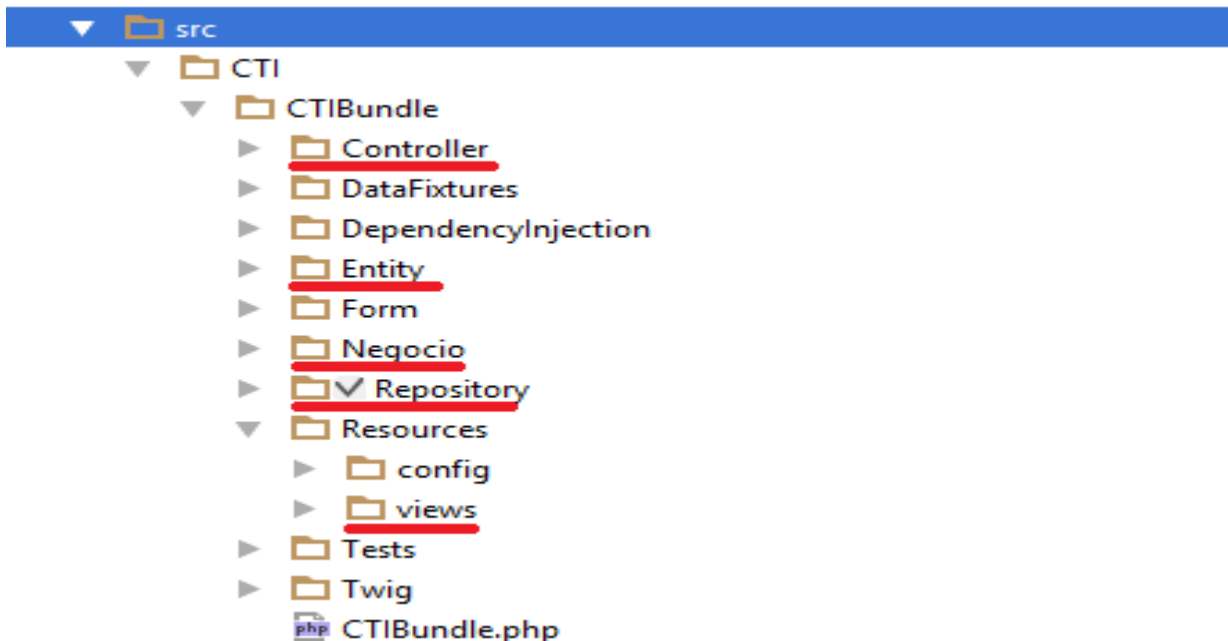 src
CTI
CTIBundle
Controller
DataFixtures
DependencyInjection
Entity
Form
Negocio
Repository
Resources
config
views
Tests
Twig
php CTIBundle.php